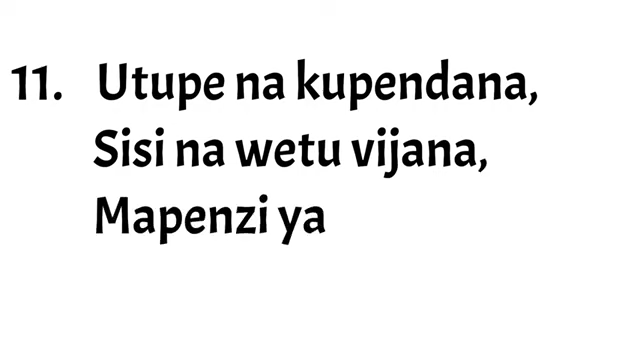 11. Utupe na kupendana,
Sisi na wetu vijana,
Mapenzi ya